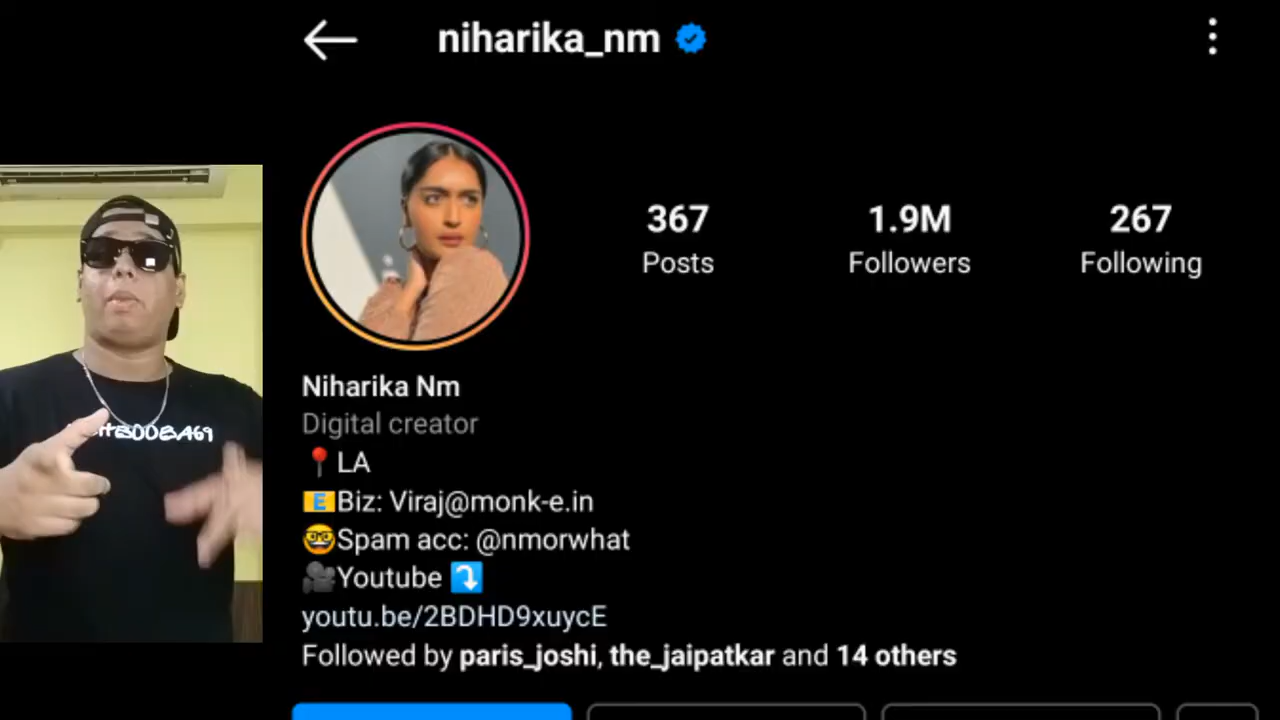 niharika_nm
367
Posts
1.9M
Followers
267
Following
Niharika Nm
Digital creator
📍LA
📧Biz: Viraj@monk-e.in
🤓Spam acc: @nmorwhat
🎥Youtube ⤵️
youtu.be/2BDHD9xuycE
Followed by paris_joshi, the_jaipatkar and 14 others